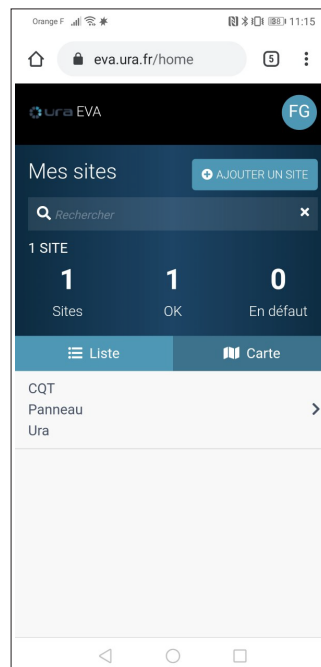 Orange F 88 11:15
eva.ura.fr/home 5
ura EVA FG
Mes sites AJOUTER UN SITE
Rechercher
1 SITE
1 1 0
Sites OK En défaut
Liste Carte
CQT
Panneau
Ura